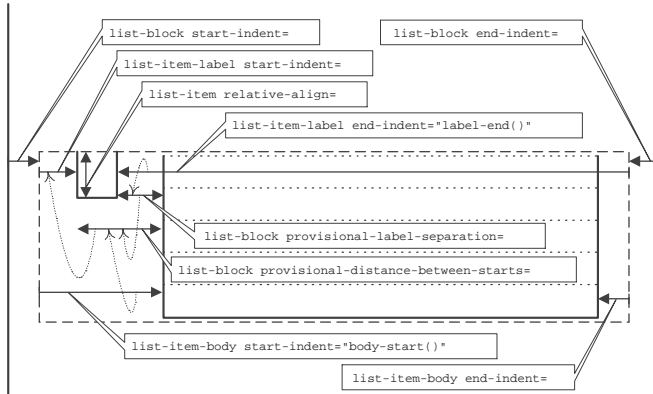 list-block start-indent=
list-block end-indent=
list-item-label start-indent=
list-item relative-align=
list-item-label end-indent="label-end()"
list-block provisional-label-separation=
list-block provisional-distance-between-starts=
list-item-body start-indent="body-start()"
list-item-body end-indent=